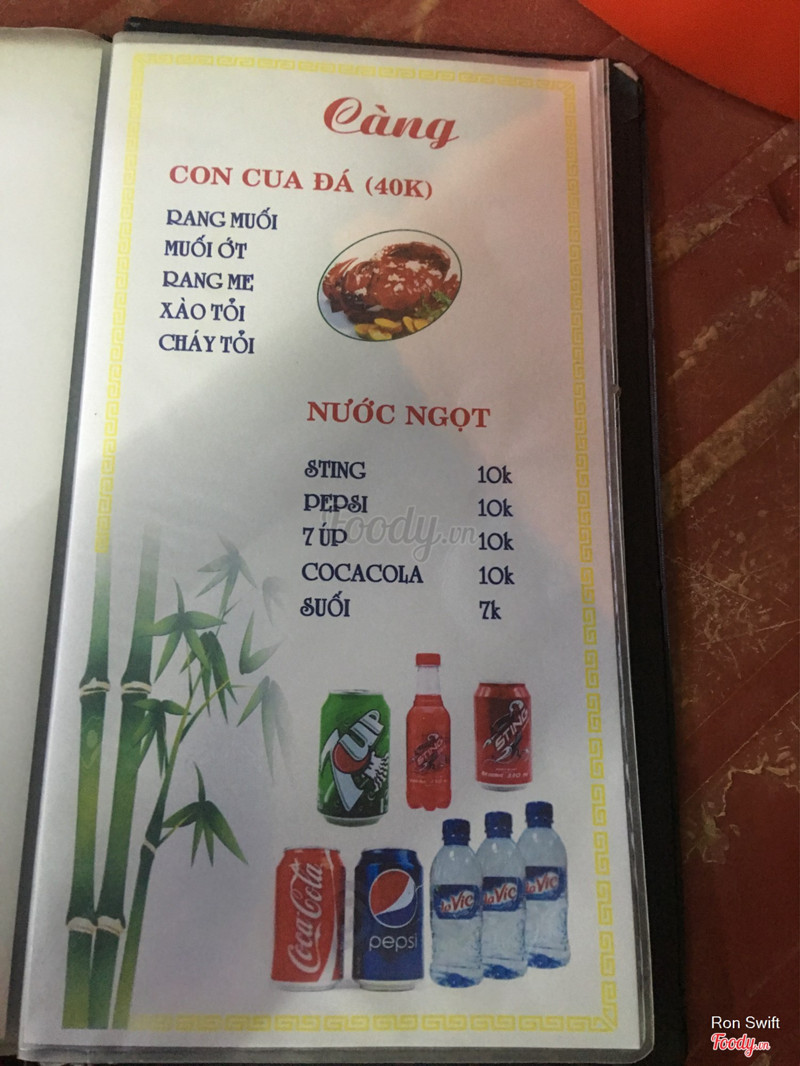 Càng
CON CUA ĐÁ (40K)
RANG MUỐI
MUỐI ỚT
RANG ME
XÀO TỎI
CHÁY TỎI
NƯỚC NGỌT
STING 10k
PEPSI 10k
Foody.vn
7 ÚP 10k
COCACOLA 10k
SUỐI 7k
7UP
STING
STING
Coca-Cola
pepsi
LaVie
LaVie
LaVie
Ron Swift
Foody.vn